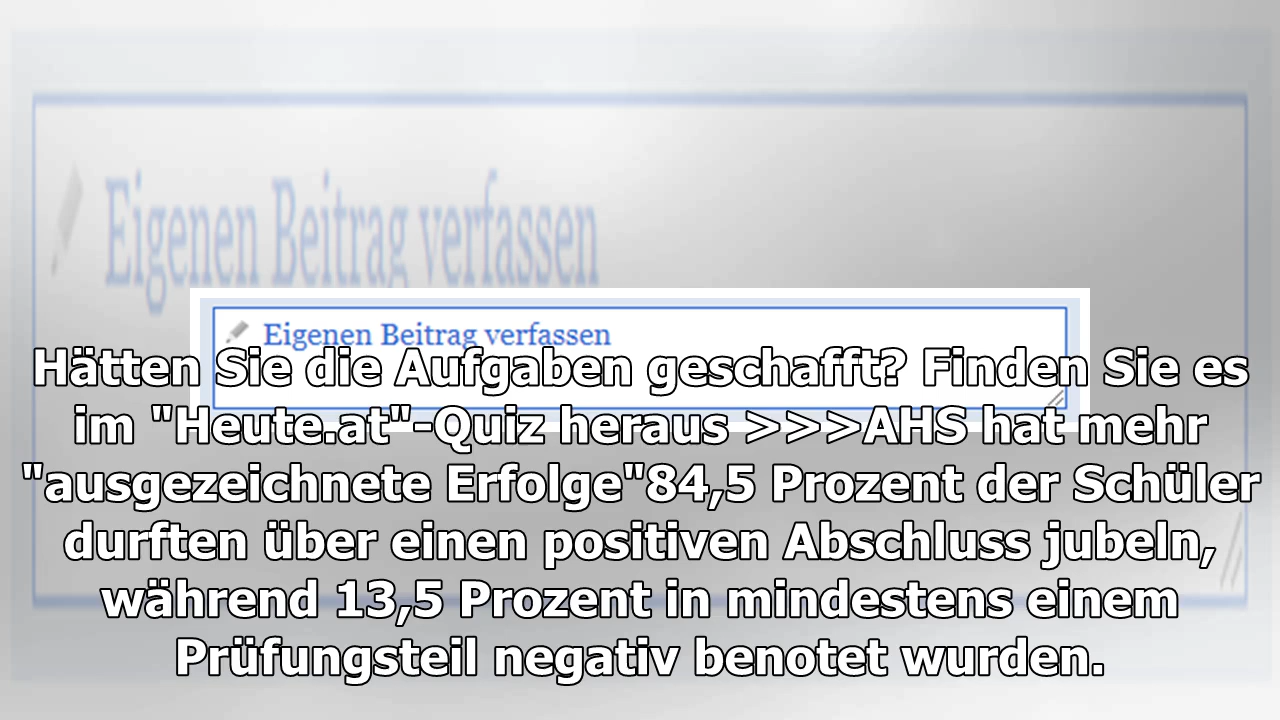 Eigenen Beitrag verfassen
Eigenen Beitrag verfassen
Hätten Sie die Aufgaben geschafft? Finden Sie es
im "Heute.at"-Quiz heraus >>>AHS hat mehr
"ausgezeichnete Erfolge"84,5 Prozent der Schüler
durften über einen positiven Abschluss jubeln,
während 13,5 Prozent in mindestens einem
Prüfungsteil negativ benotet wurden.